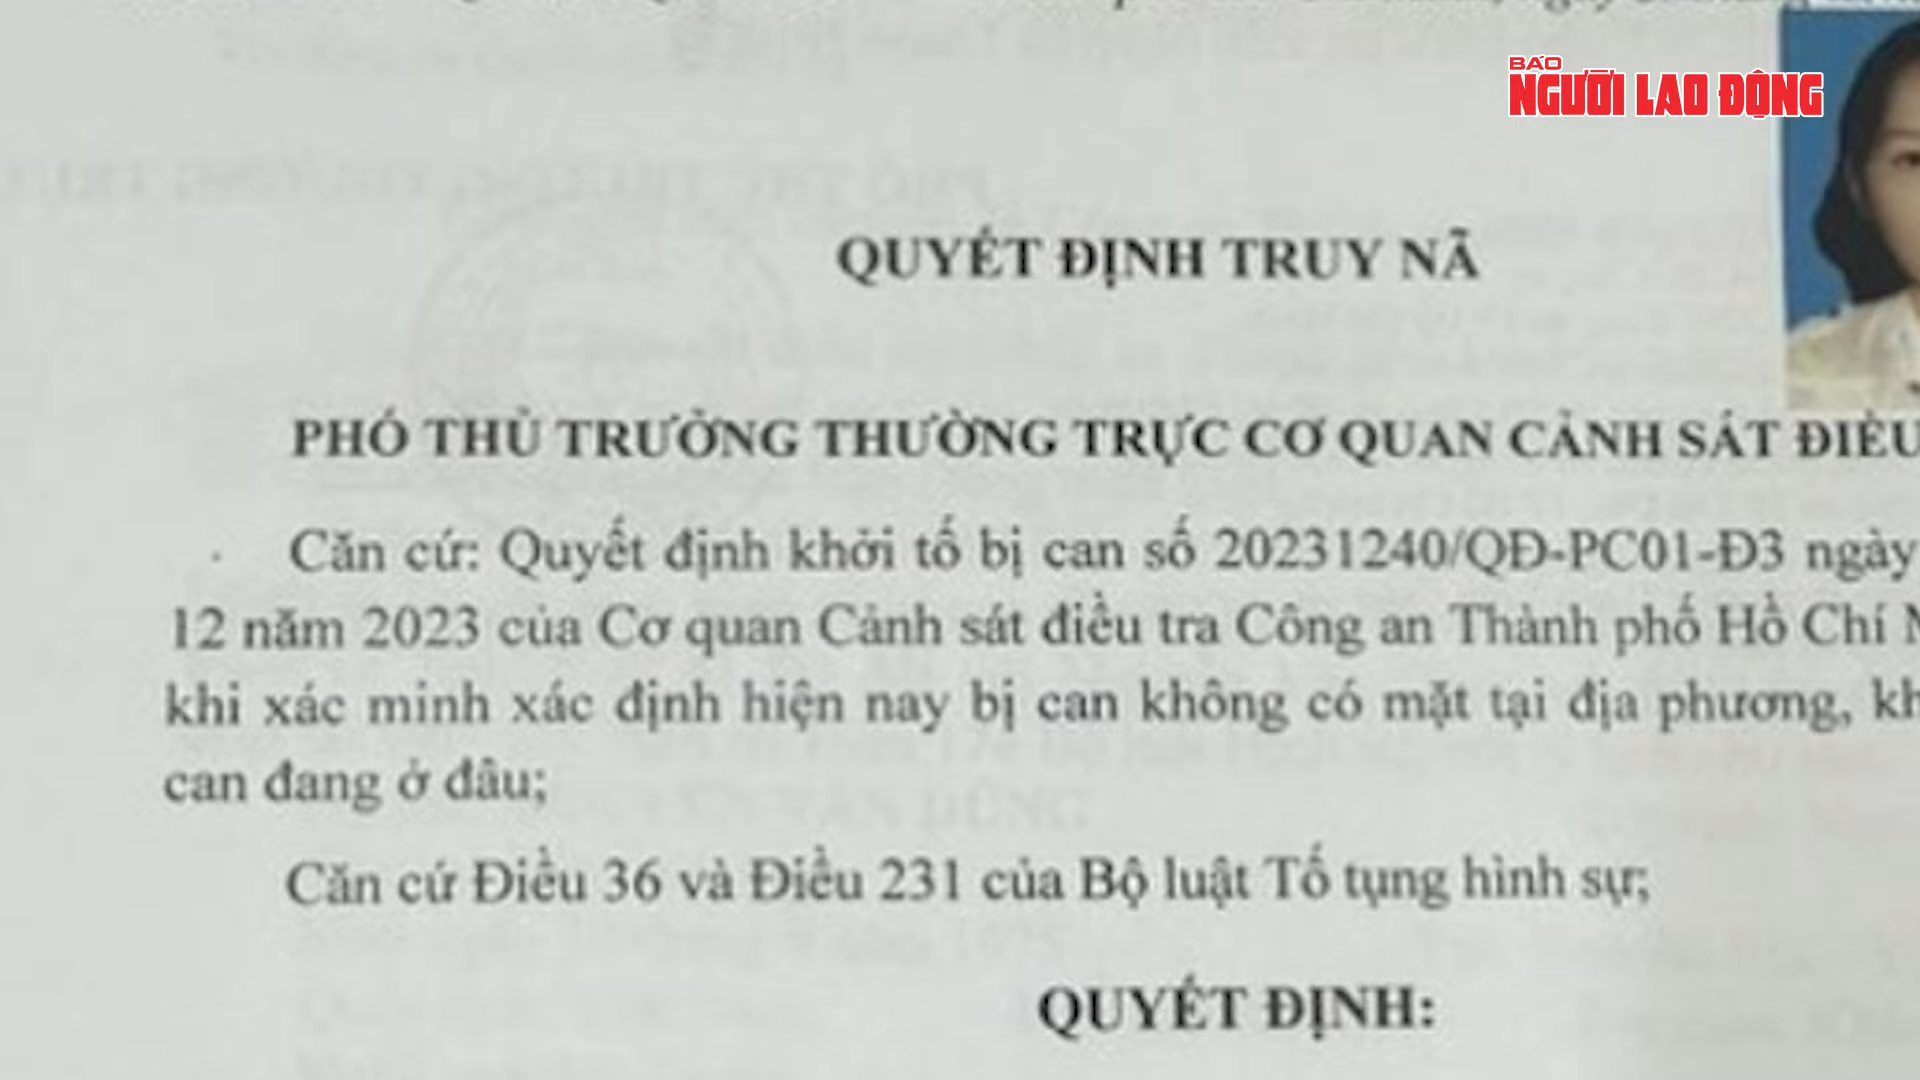 BÁO
NGƯỜI LAO ĐỘNG
QUYẾT ĐỊNH TRUY NÃ
PHÓ THỦ TRƯỞNG THƯỜNG TRỰC CƠ QUAN CẢNH SÁT ĐIỀU
Căn cứ: Quyết định khởi tố bị can số 20231240/QĐ-PC01-Đ3 ngày
12 năm 2023 của Cơ quan Cảnh sát điều tra Công an Thành phố Hồ Chí
khi xác minh xác định hiện nay bị can không có mặt tại địa phương,
can đang ở đâu;
Căn cứ Điều 36 và Điều 231 của Bộ luật Tố tụng hình sự;
QUYẾT ĐỊNH: